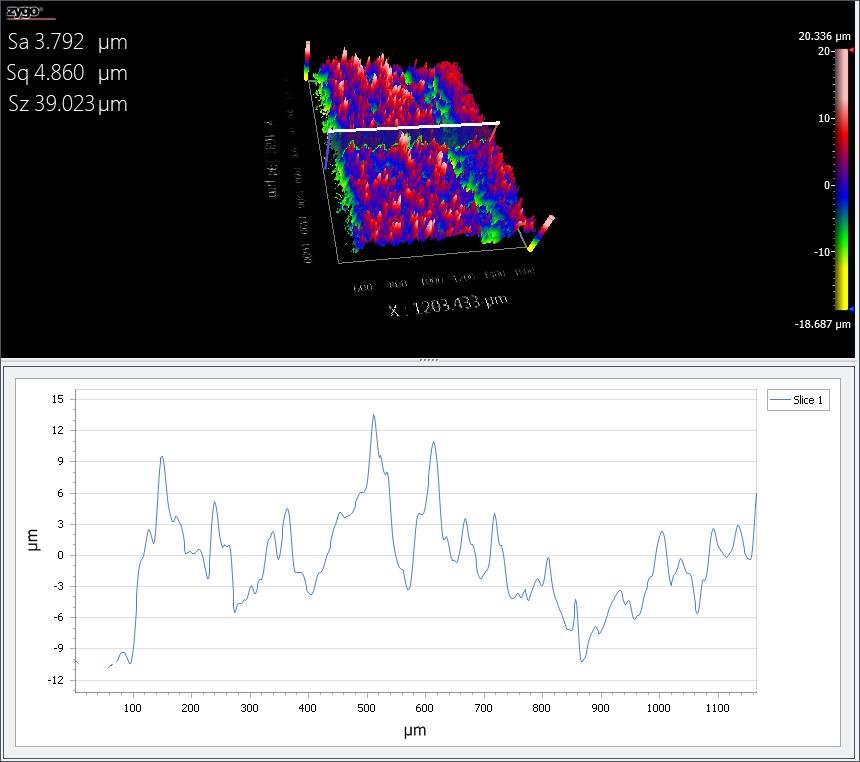 zygo
Sa 3.792 µm
Sq 4.860 µm
Sz 39.023 µm
20.336 µm
20
10
0
-10
-18.687 µm
600 800 1000 1200 1400 1600
X : 1203.433 µm
15
12
9
6
3
0
-3
-6
-9
-12
µm
100 200 300 400 500 600 700 800 900 1000 1100
µm
Slice 1